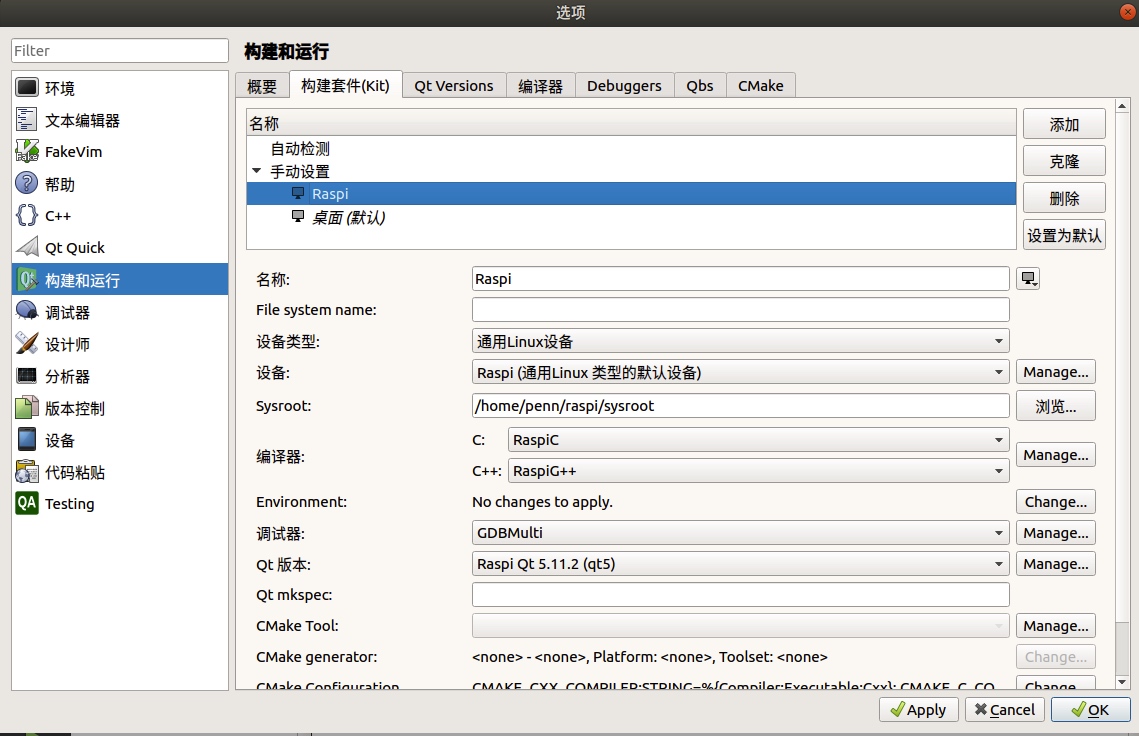 选项
Filter
环境
文本编辑器
FakeVim
帮助
C++
Qt Quick
构建和运行
调试器
设计师
分析器
版本控制
设备
代码粘贴
Testing
构建和运行
概要 构建套件(Kit) Qt Versions 编译器 Debuggers Qbs CMake
名称
自动检测
手动设置
Raspi
桌面 (默认)
添加
克隆
删除
设置为默认
名称: Raspi
File system name:
设备类型: 通用Linux设备
设备: Raspi (通用Linux 类型的默认设备) Manage...
Sysroot: /home/penn/raspi/sysroot 浏览...
编译器: C: RaspiC
C++: RaspiG++ Manage...
Environment: No changes to apply. Change...
调试器: GDBMulti Manage...
Qt 版本: Raspi Qt 5.11.2 (qt5) Manage...
Qt mkspec:
CMake Tool: Manage...
CMake generator: <none> - <none>, Platform: <none>, Toolset: <none> Change...
CMake Configuration CMAKE_CXX_COMPILER:STRING=%{Compiler:Executable:Cxx}; CMAKE_C_CO Change...
Apply Cancel OK